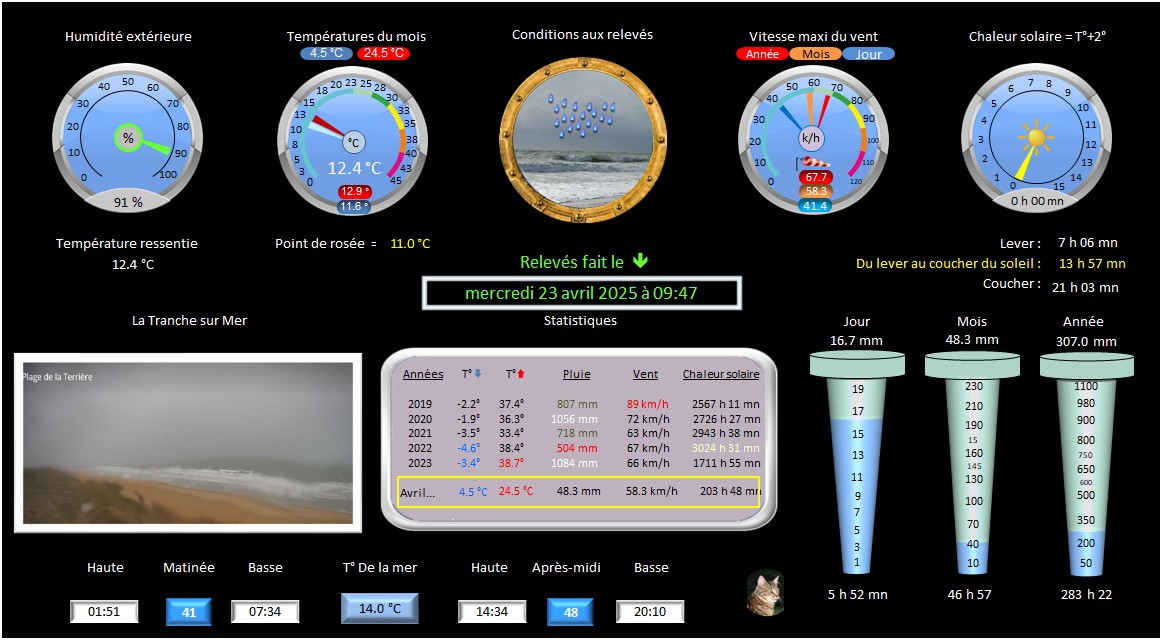 Humidité extérieure
Températures du mois
Conditions aux relevés
Vitesse maxi du vent
Chaleur solaire = T°+2°
4.5 °C
24.5 °C
Année
Mois
Jour
0
10
20
30
40
50
60
70
80
90
100
%
91 %
0
3
5
8
10
13
15
18
20
23
25
28
30
33
35
38
40
43
45
°C
12.4 °C
12.9 °
11.6 °
0
10
20
30
40
50
60
70
80
90
100
110
120
k/h
67.7
58.3
41.4
0
1
2
3
4
5
6
7
8
9
10
11
12
13
14
15
0 h 00 mn
Température ressentie
12.4 °C
Point de rosée = 11.0 °C
Relevés fait le
mercredi 23 avril 2025 à 09:47
Lever : 7 h 06 mn
Du lever au coucher du soleil : 13 h 57 mn
Coucher : 21 h 03 mn
La Tranche sur Mer
Plage de la Terrière
Statistiques
Années T° T° Pluie Vent Chaleur solaire
2019 -2.2° 37.4° 807 mm 89 km/h 2567 h 11 mn
2020 -1.9° 36.3° 1056 mm 72 km/h 2726 h 27 mn
2021 -3.5° 33.4° 718 mm 63 km/h 2943 h 38 mn
2022 -4.6° 38.4° 504 mm 67 km/h 3024 h 31 mn
2023 -3.4° 38.7° 1084 mm 66 km/h 1711 h 55 mn
Avril... 4.5 °C 24.5 °C 48.3 mm 58.3 km/h 203 h 48 mn
Jour
16.7 mm
19
17
15
13
11
9
7
5
3
1
5 h 52 mn
Mois
48.3 mm
230
210
190
15
160
145
130
100
70
40
10
46 h 57
Année
307.0 mm
1100
980
900
800
750
650
600
500
350
200
50
283 h 22
Haute
Matinée
Basse
T° De la mer
Haute
Après-midi
Basse
01:51
41
07:34
14.0 °C
14:34
48
20:10